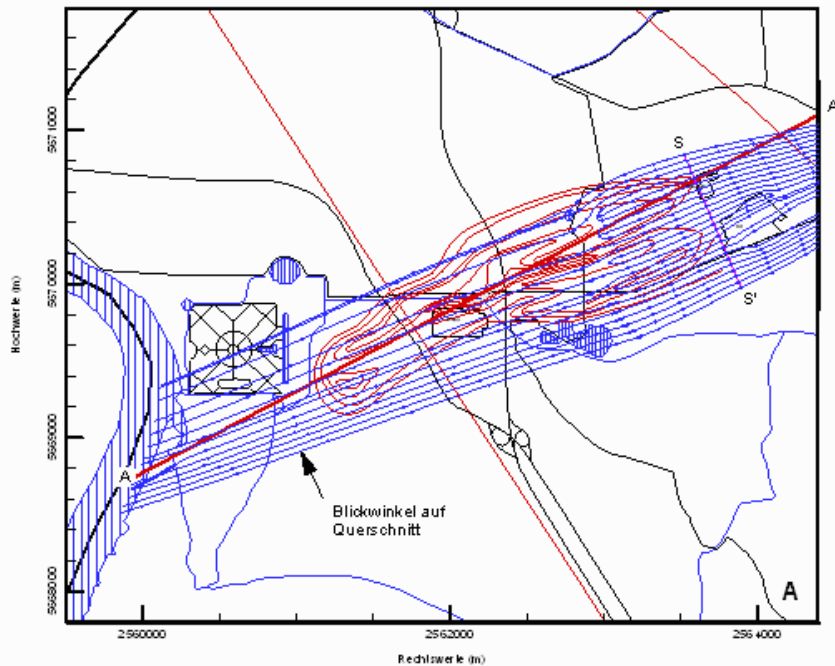 5671000
A
S
5670000
S'
Hochwerte (m)
5669000
A
Blickwinkel auf
Querschnitt
5668000
A
2560000
2562000
2564000
Rechtswerte (m)